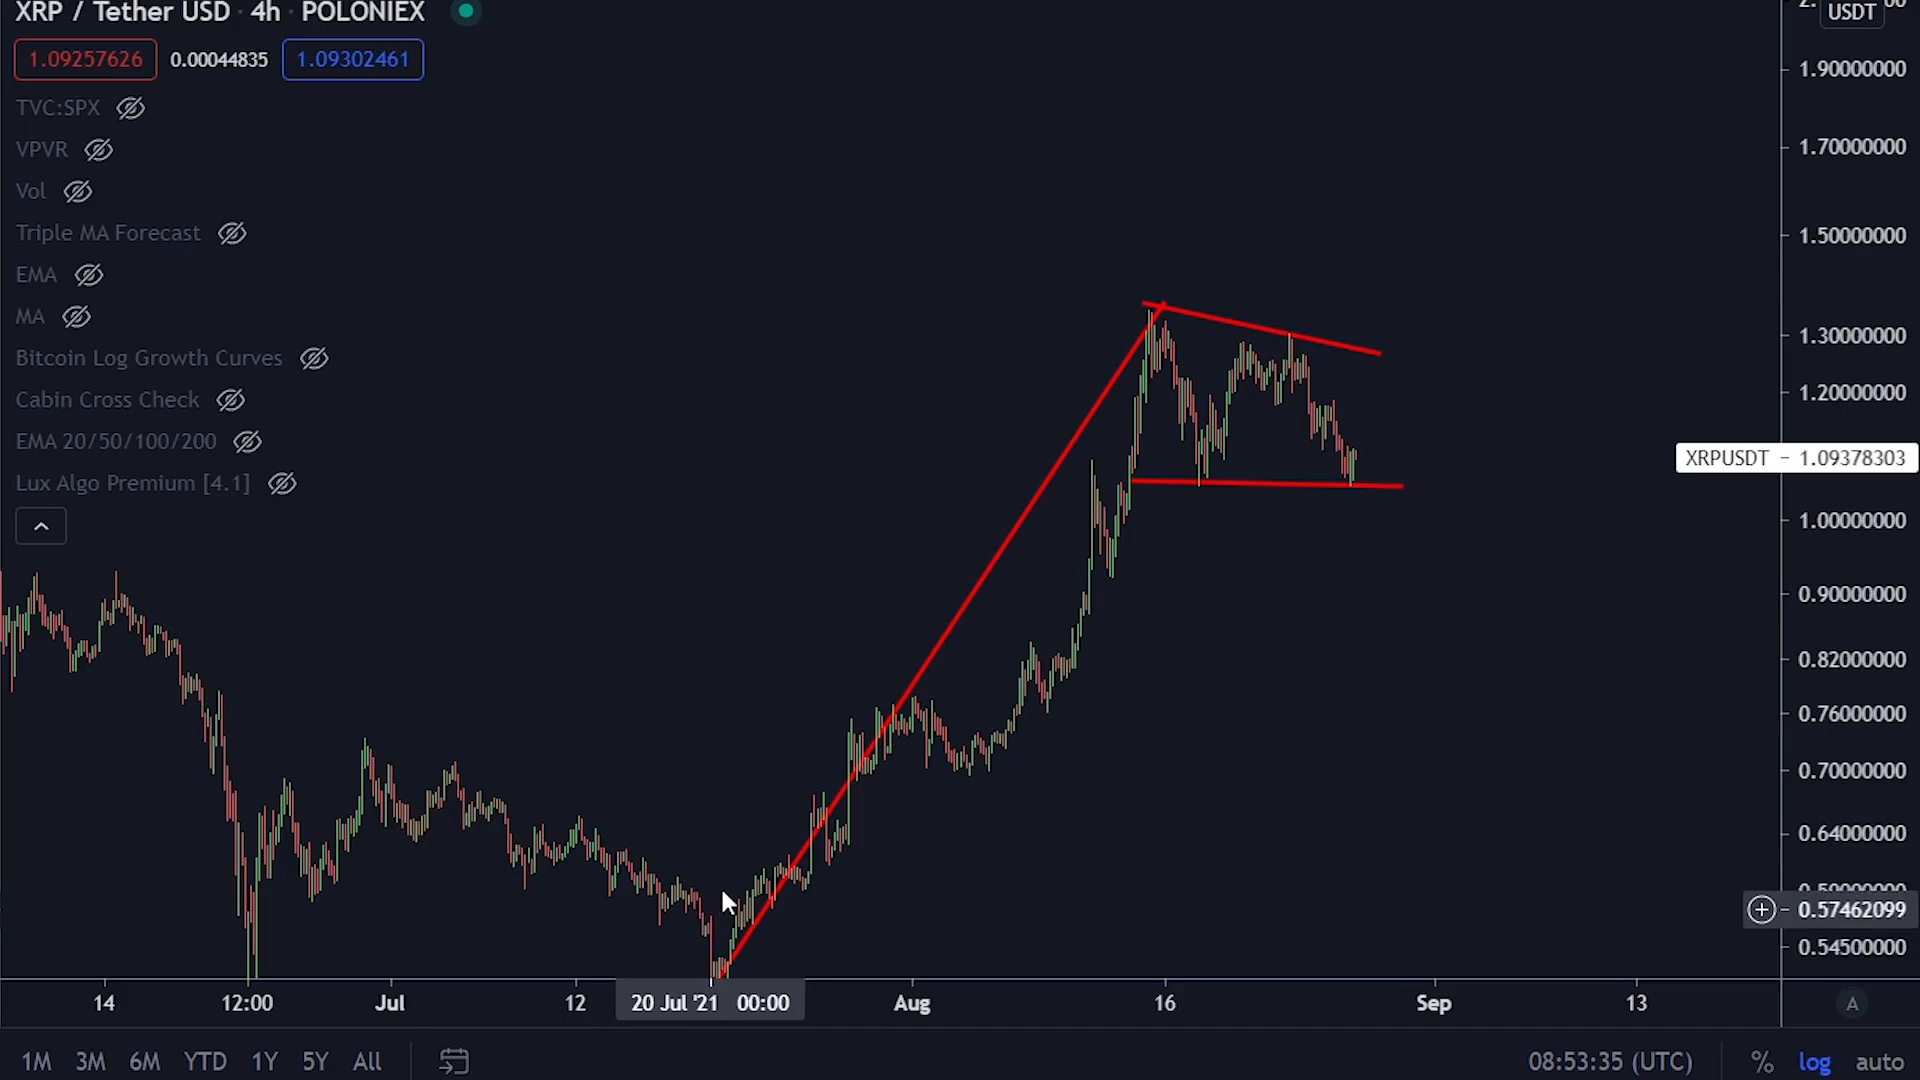 XRP / Tether USD · 4h · POLONIEX
USDT
1.09257626 0.00044835 1.09302461
TVC:SPX
VPVR
Vol
Triple MA Forecast
EMA
MA
Bitcoin Log Growth Curves
Cabin Cross Check
EMA 20/50/100/200
Lux Algo Premium [4.1]
1.90000000
1.70000000
1.50000000
1.30000000
1.20000000
XRPUSDT - 1.09378303
1.00000000
0.90000000
0.82000000
0.76000000
0.70000000
0.64000000
0.57462099
0.54500000
14 12:00 Jul 12 20 Jul '21 00:00 Aug 16 Sep 13 A
1M 3M 6M YTD 1Y 5Y All 08:53:35 (UTC) % log auto